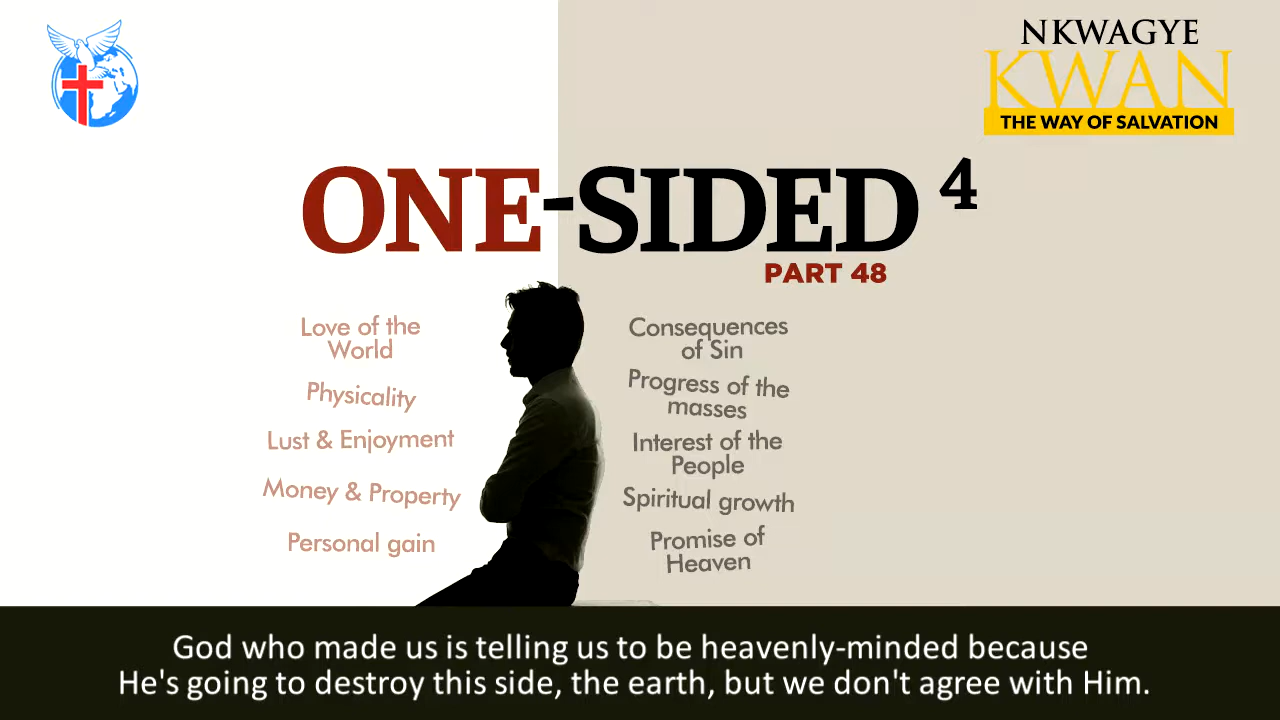 NKWAGYE
KWAN
THE WAY OF SALVATION
ONE-SIDED 4
PART 48
Love of the
World
Physicality
Lust & Enjoyment
Money & Property
Personal gain
Consequences
of Sin
Progress of the
masses
Interest of the
People
Spiritual growth
Promise of
Heaven
God who made us is telling us to be heavenly-minded because
He's going to destroy this side, the earth, but we don't agree with Him.